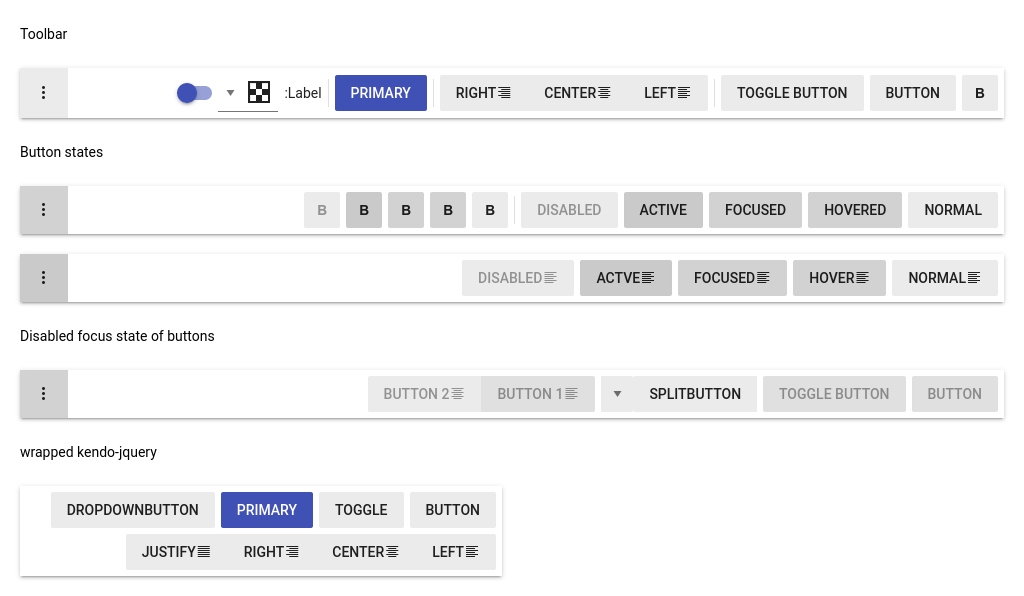 Toolbar
:Label PRIMARY RIGHT CENTER LEFT TOGGLE BUTTON BUTTON B
Button states
B B B B B DISABLED ACTIVE FOCUSED HOVERED NORMAL
DISABLED ACTVE FOCUSED HOVER NORMAL
Disabled focus state of buttons
BUTTON 2 BUTTON 1 SPLITBUTTON TOGGLE BUTTON BUTTON
wrapped kendo-jquery
DROPDOWNBUTTON PRIMARY TOGGLE BUTTON
JUSTIFY RIGHT CENTER LEFT